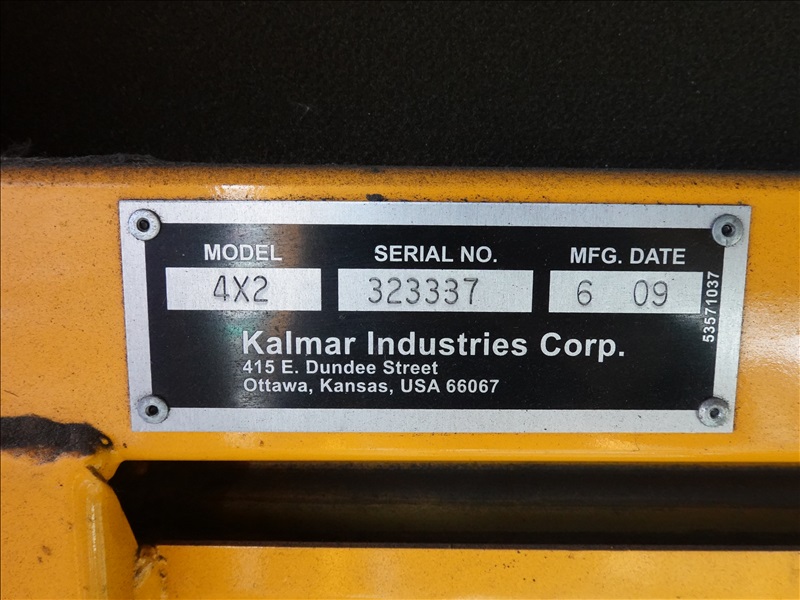 MODEL SERIAL NO. MFG. DATE
4X2 323337 6 09
53571037
Kalmar Industries Corp.
415 E. Dundee Street
Ottawa, Kansas, USA 66067